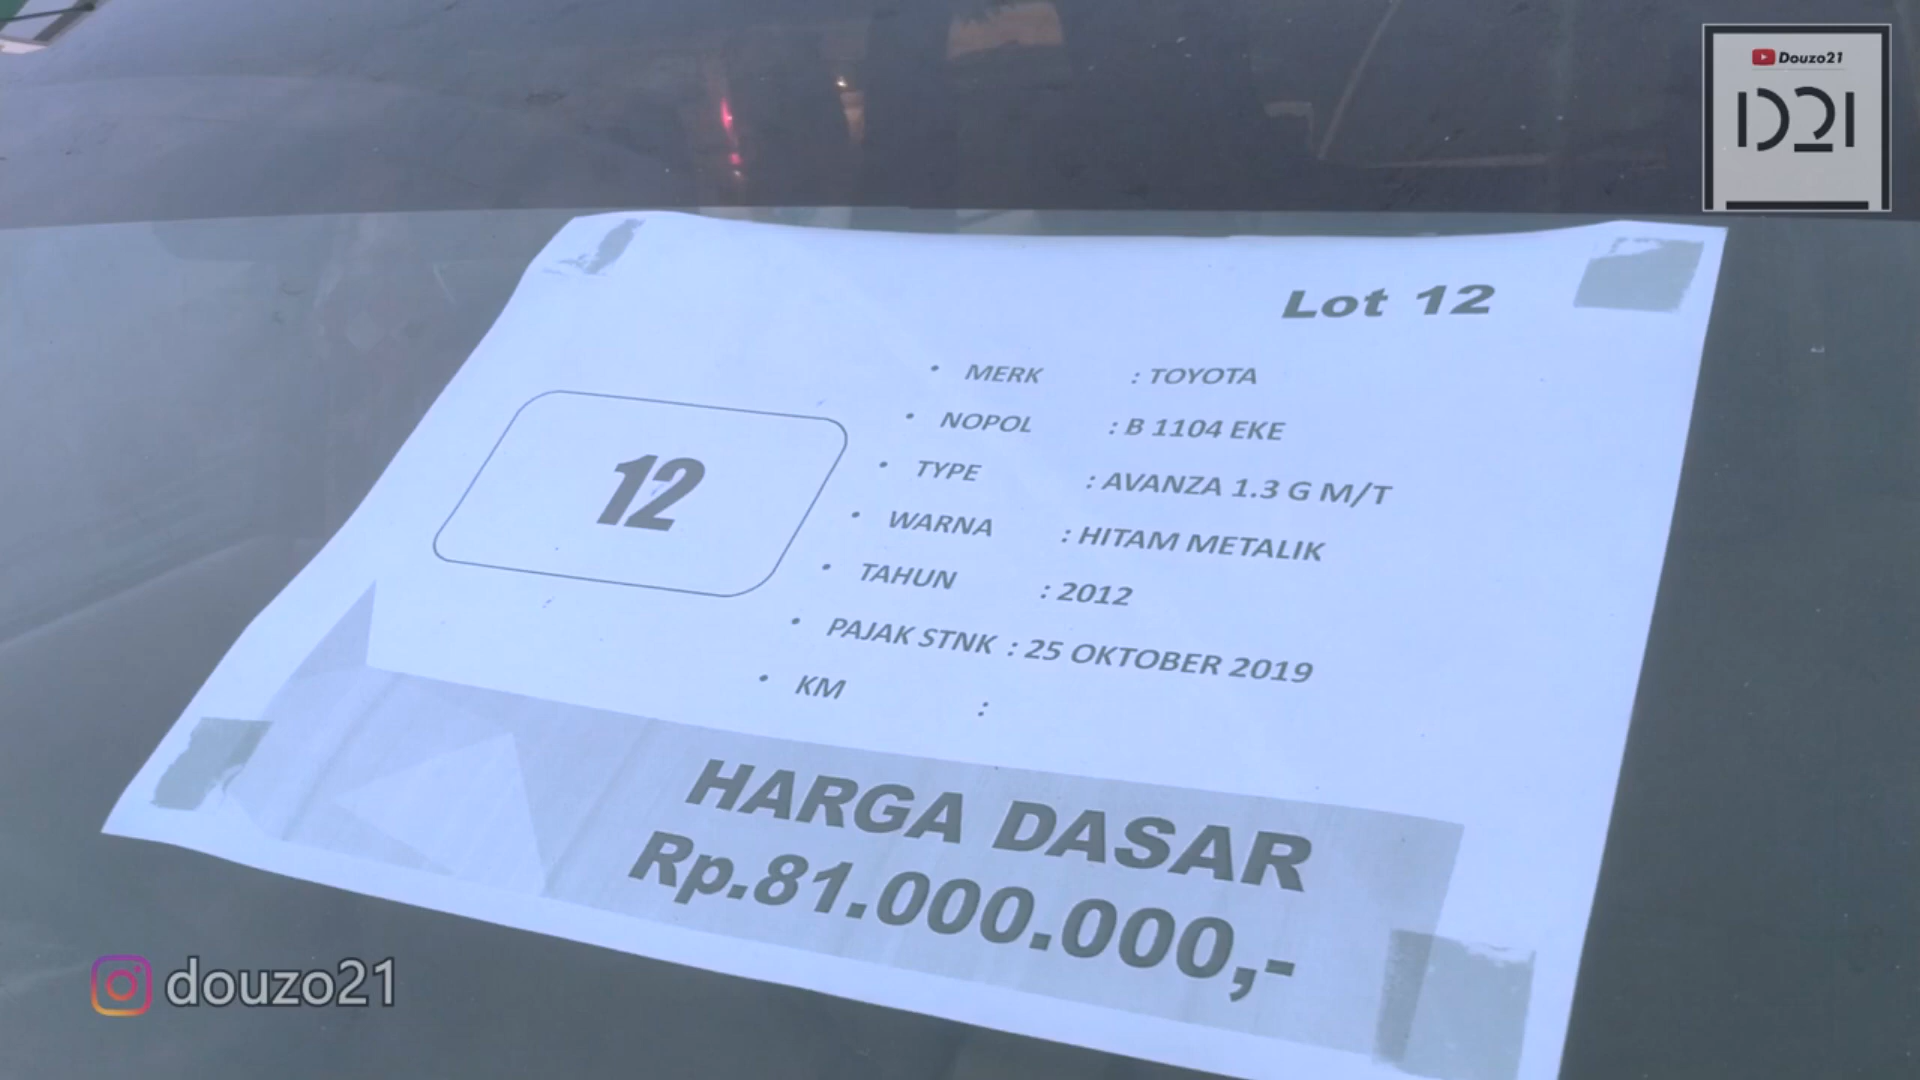 Douzo21
D21
Lot 12
12
• MERK : TOYOTA
• NOPOL : B 1104 EKE
• TYPE : AVANZA 1.3 G M/T
• WARNA : HITAM METALIK
• TAHUN : 2012
• PAJAK STNK : 25 OKTOBER 2019
• KM :
HARGA DASAR
Rp.81.000.000,-
douzo21